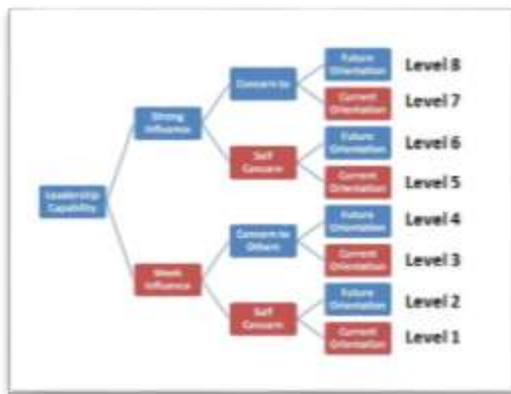 Leadership
Capability
Strong
Influence
Weak
Influence
Concern to
Self
Concern
Concern to
Others
Self
Concern
Future
Orientation
Level 8
Current
Orientation
Level 7
Future
Orientation
Level 6
Current
Orientation
Level 5
Future
Orientation
Level 4
Current
Orientation
Level 3
Future
Orientation
Level 2
Current
Orientation
Level 1